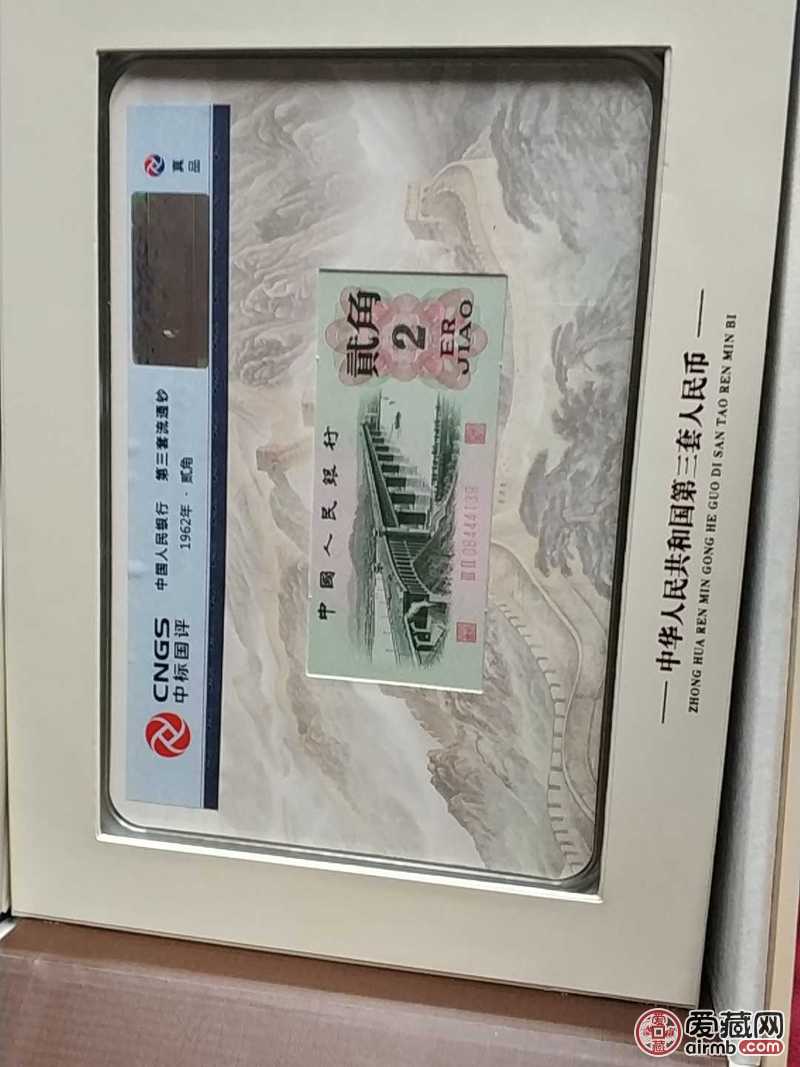 CNGS
中标国评
中国人民银行 第三套流通钞
1962年·贰角
真品
中國人民銀行
貳角
2
ER
JIAO
—— 中华人民共和国第三套人民币 ——
ZHONG HUA REN MIN GONG HE GUO DI SAN TAO REN MIN BI
爱藏网
airmb.com